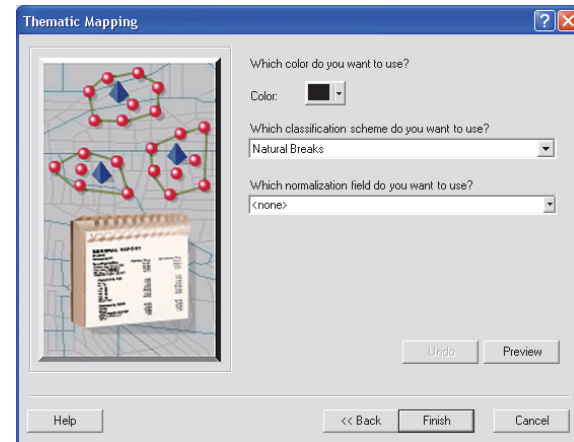 Thematic Mapping
Which color do you want to use?
Color:
Which classification scheme do you want to use?
Natural Breaks
Which normalization field do you want to use?
<none>
Undo Preview
Help << Back Finish Cancel